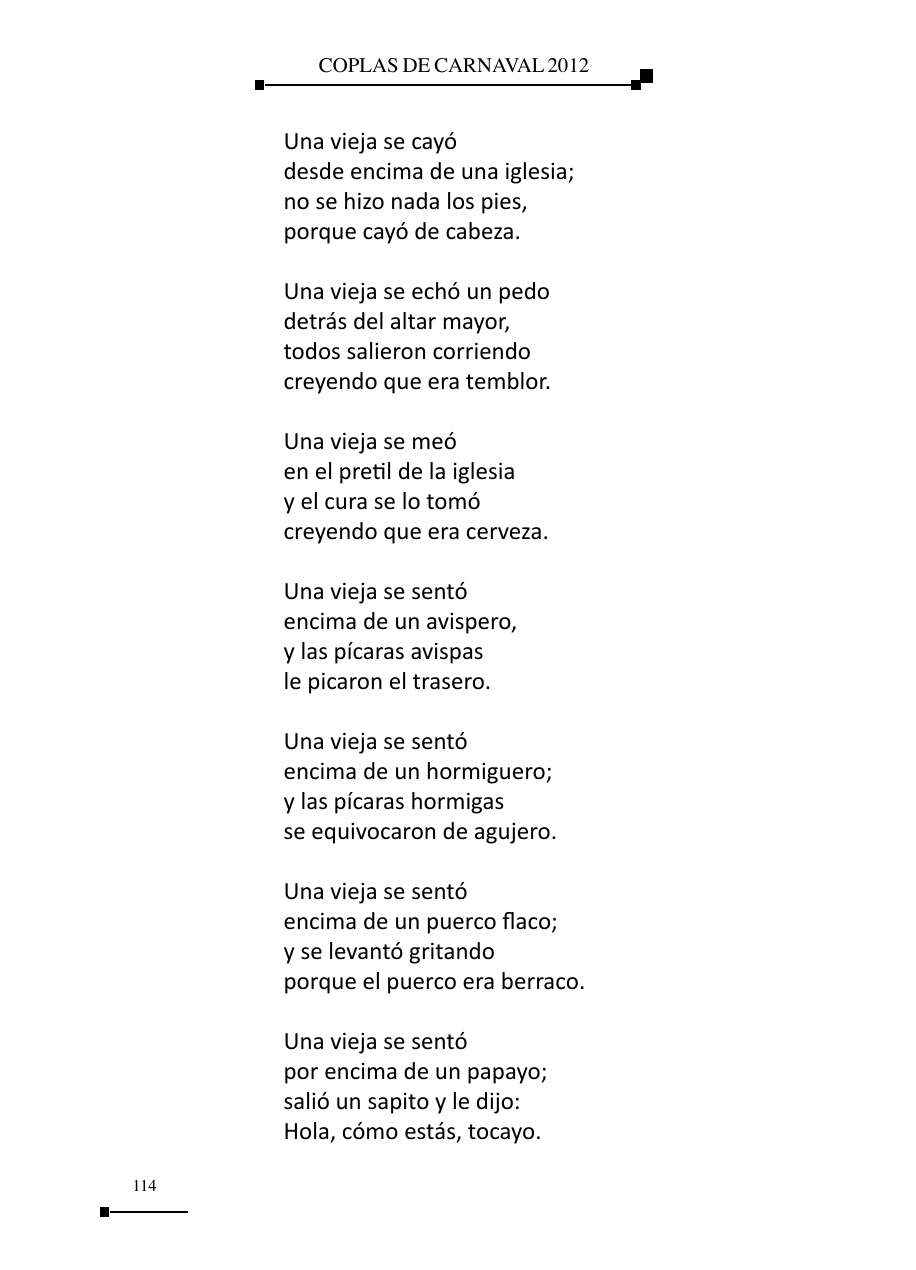 COPLAS DE CARNAVAL 2012
Una vieja se cayó
desde encima de una iglesia;
no se hizo nada los pies,
porque cayó de cabeza.
Una vieja se echó un pedo
detrás del altar mayor,
todos salieron corriendo
creyendo que era temblor.
Una vieja se meó
en el pretil de la iglesia
y el cura se lo tomó
creyendo que era cerveza.
Una vieja se sentó
encima de un avispero,
y las pícaras avispas
le picaron el trasero.
Una vieja se sentó
encima de un hormiguero;
y las pícaras hormigas
se equivocaron de agujero.
Una vieja se sentó
encima de un puerco flaco;
y se levantó gritando
porque el puerco era berraco.
Una vieja se sentó
por encima de un papayo;
salió un sapito y le dijo:
Hola, cómo estás, tocayo.
114